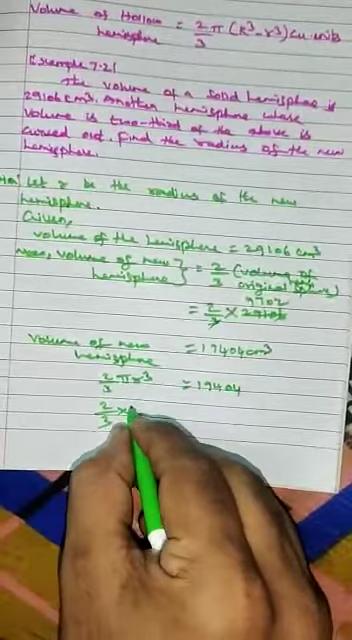 Volume of Hollow hemisphere = 2/3 π (R³ - r³) cu.units
Example 7.21
The volume of a solid hemisphere is
29106 cm³. Another hemisphere whose
volume is two-third of the above is
carved out. Find the radius of the new
hemisphere.
Let r be the radius of the new
hemisphere.
Given,
volume of the hemisphere = 29106 cm³
Now, volume of new hemisphere } = 2/3 (volume of original sphere)
= 2/3 × 29106
9702
Volume of new hemisphere = 19404 cm³
2/3 πr³ = 19404
2/3 ×